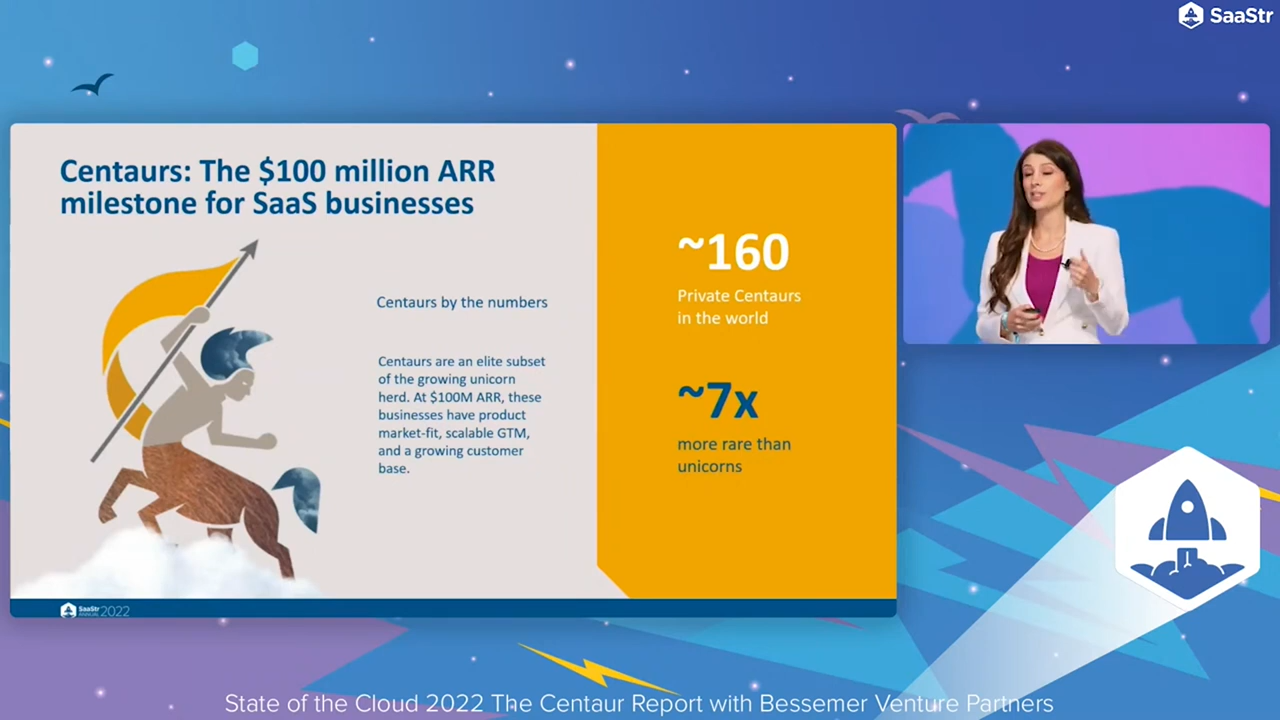 SaaStr
Centaurs: The $100 million ARR
milestone for SaaS businesses
Centaurs by the numbers
Centaurs are an elite subset
of the growing unicorn
herd. At $100M ARR, these
businesses have product
market-fit, scalable GTM,
and a growing customer
base.
~160
Private Centaurs
in the world
~7x
more rare than
unicorns
SaaStr
ANNUAL 2022
State of the Cloud 2022 The Centaur Report with Bessemer Venture Partners